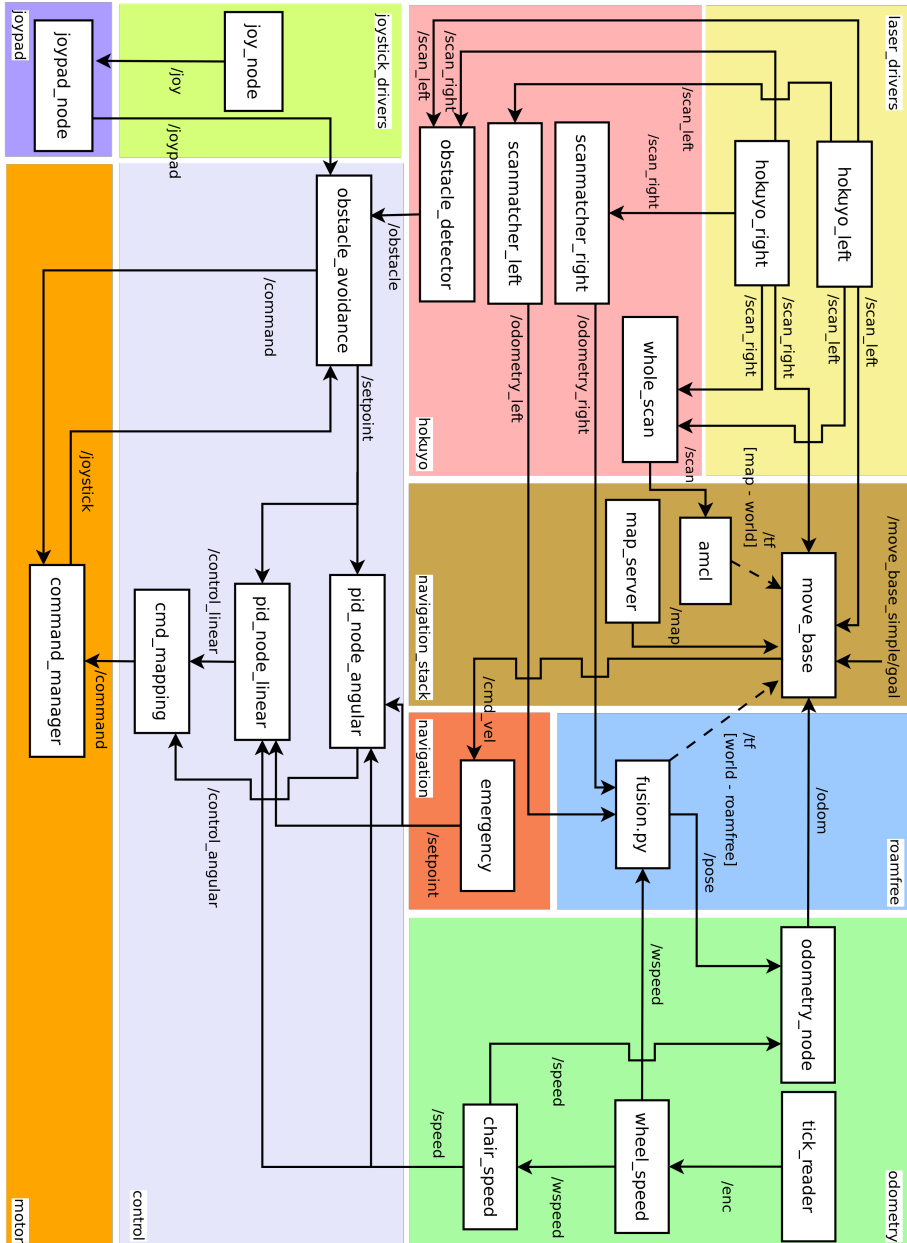 laser_drivers
/move_base_simple/goal
roamfree
odometry
/scan_left
hokuyo_left
/scan_left
/odom
move_base
odometry_node
tick_reader
/scan_right
/tf
[map - world]
hokuyo_right
/scan_right
/tf
[world - roamfree]
/enc
/pose
amcl
/scan_left
/scan
/map
/wspeed
/scan_right
whole_scan
map_server
fusion.py
wheel_speed
scanmatcher_right
/odometry_right
/speed
/wspeed
scanmatcher_left
/odometry_left
/cmd_vel
emergency
chair_speed
/scan_right
obstacle_detector
/scan_left
hokuyo
navigation_stack
navigation
/setpoint
/speed
/obstacle
joystick_drivers
/setpoint
obstacle_avoidance
pid_node_angular
/command
joy_node
pid_node_linear
/control_linear
/control_angular
/joy
/joypad
cmd_mapping
control
/command
/joystick
joypad_node
command_manager
joypad
motor